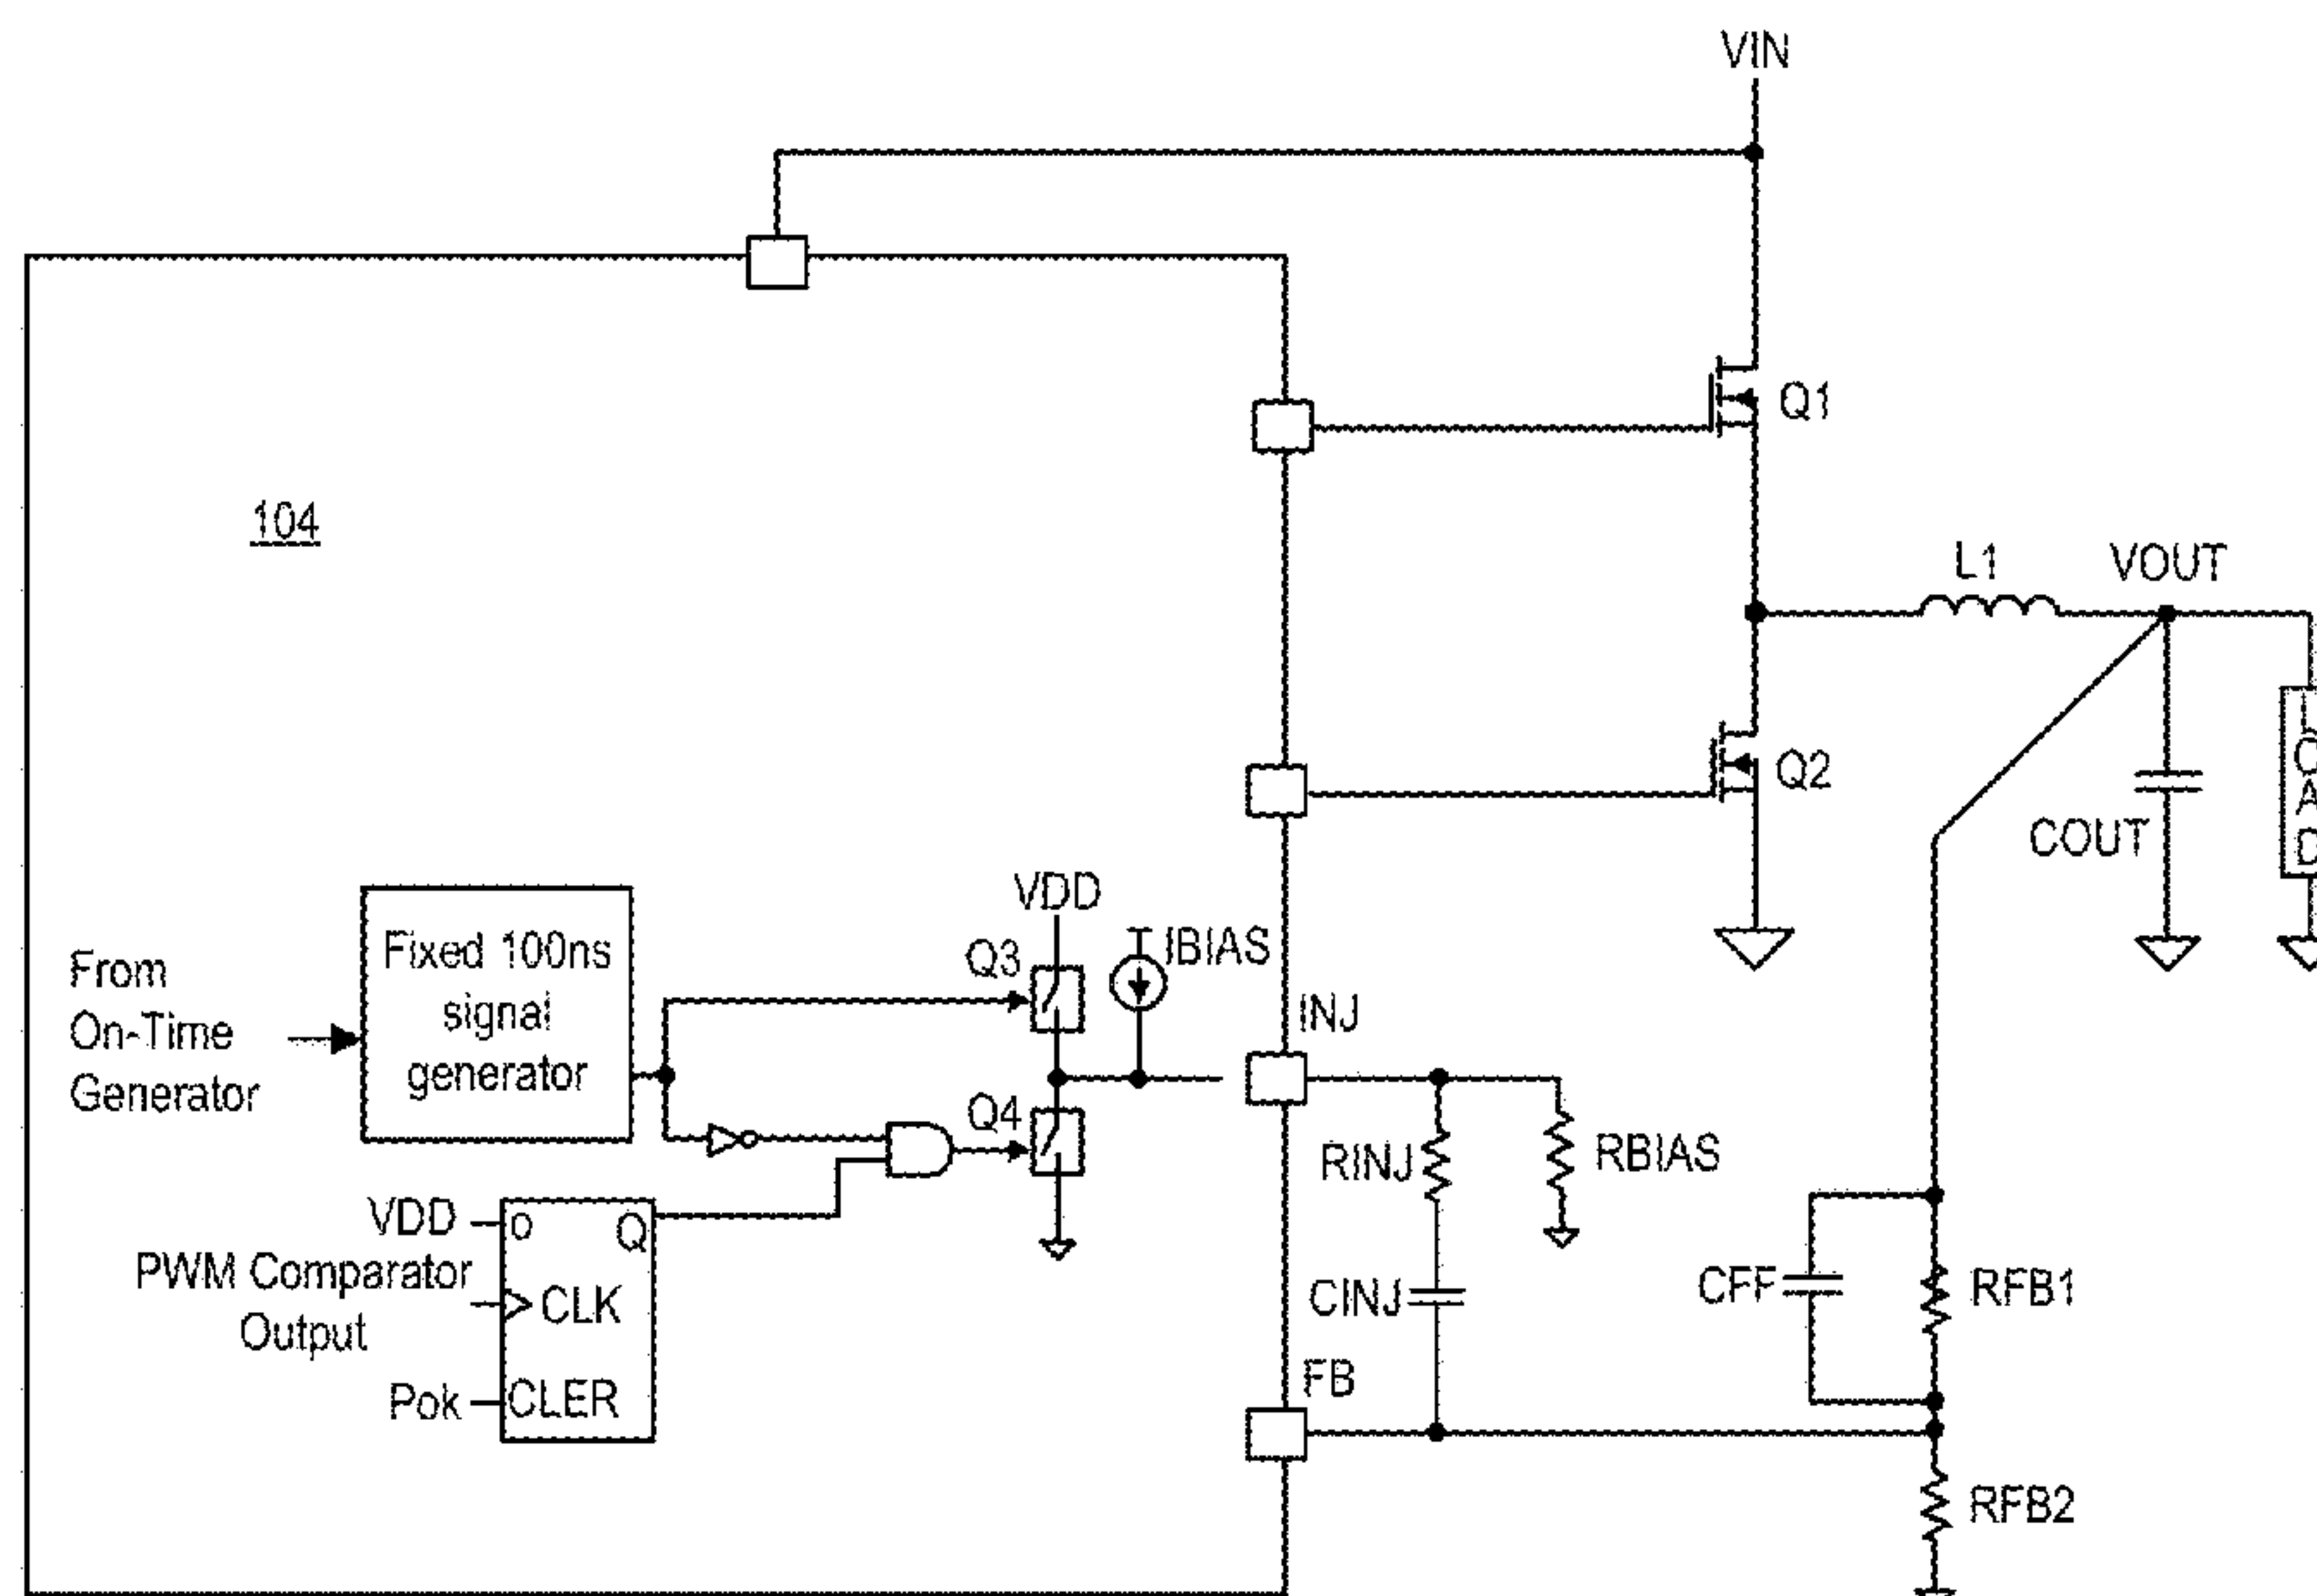 VIN
104
Q1
L1
VOUT
Q2
COUT
LOAD
VDD
Q3
IBIAS
Fixed 100ns
signal
generator
From
On-Time
Generator
INJ
Q4
RINJ
RBIAS
VDD
O
Q
PWM Comparator
Output
CLK
CINJ
CFF
RFB1
FB
Pok
CLER
RFB2